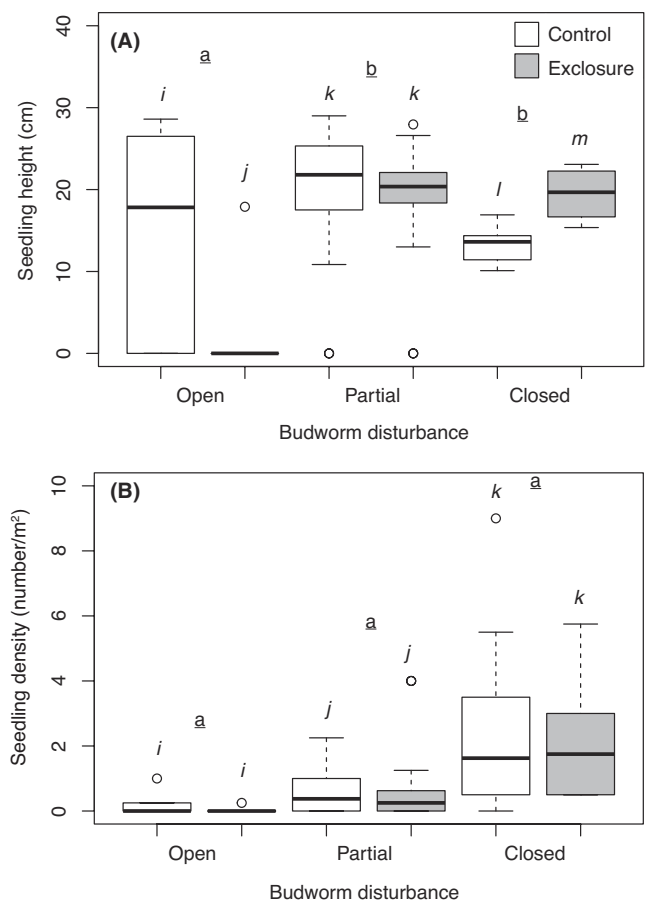 (A)
Control
Exclosure
a
b
b
i
j
k
k
l
m
40
30
20
10
0
Seedling height (cm)
Open
Partial
Closed
Budworm disturbance
(B)
a
a
a
i
i
j
j
k
k
10
8
6
4
2
0
Seedling density (number/m²)
Open
Partial
Closed
Budworm disturbance